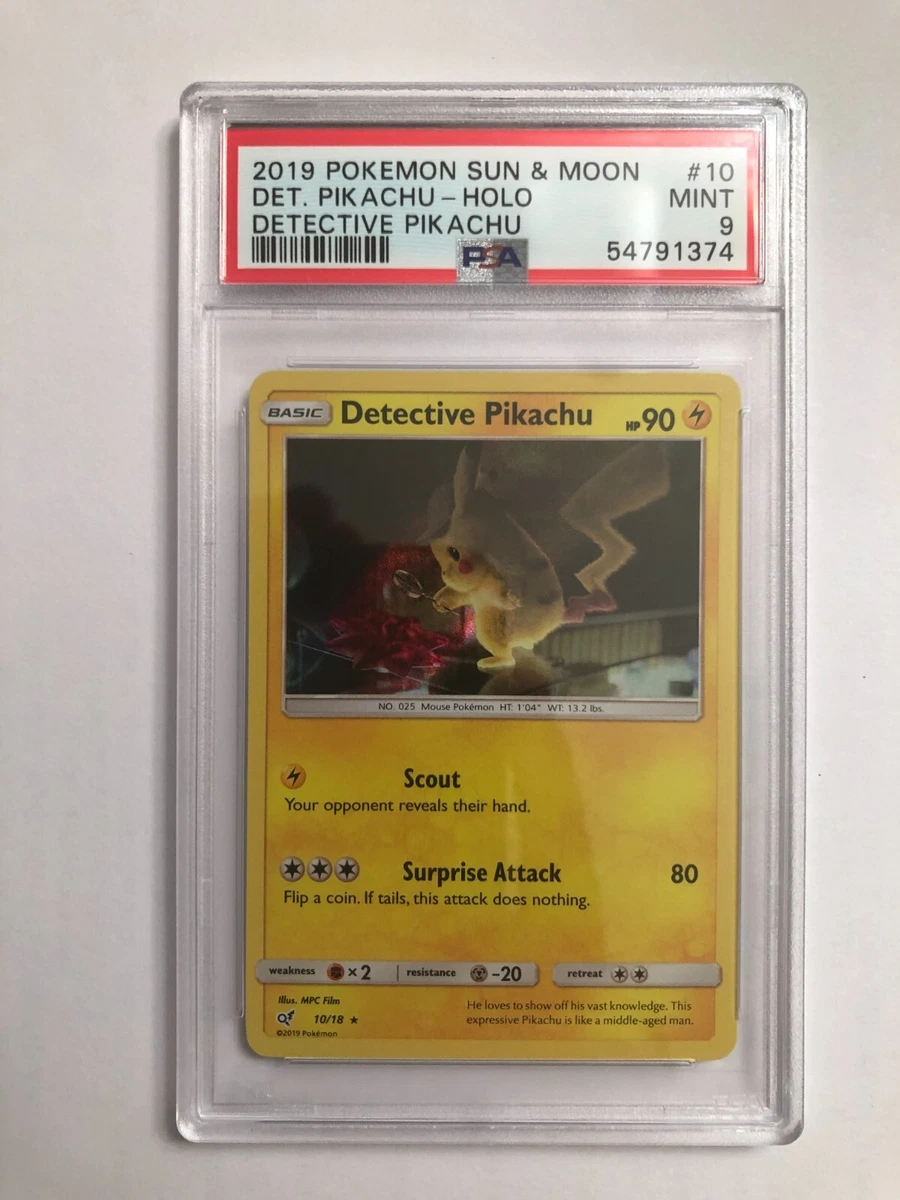 2019 POKEMON SUN & MOON #10
DET. PIKACHU - HOLO MINT
DETECTIVE PIKACHU 9
PSA 54791374
BASIC Detective Pikachu HP 90
NO. 025 Mouse Pokémon HT: 1'04" WT: 13.2 lbs.
Scout
Your opponent reveals their hand.
Surprise Attack 80
Flip a coin. If tails, this attack does nothing.
weakness ×2 resistance -20 retreat
Illus. MPC Film
10/18 ★
©2019 Pokémon
He loves to show off his vast knowledge. This
expressive Pikachu is like a middle-aged man.